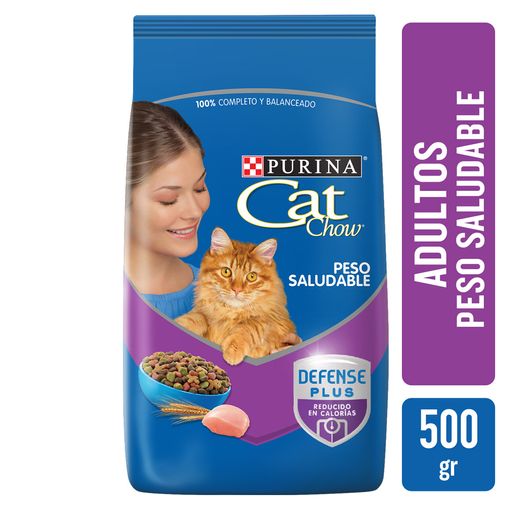 100% COMPLETO Y BALANCEADO
PURINA®
Cat
Chow®
PESO
SALUDABLE
DEFENSE
PLUS
REDUCIDO
EN CALORÍAS
ADULTOS
PESO SALUDABLE
500
gr